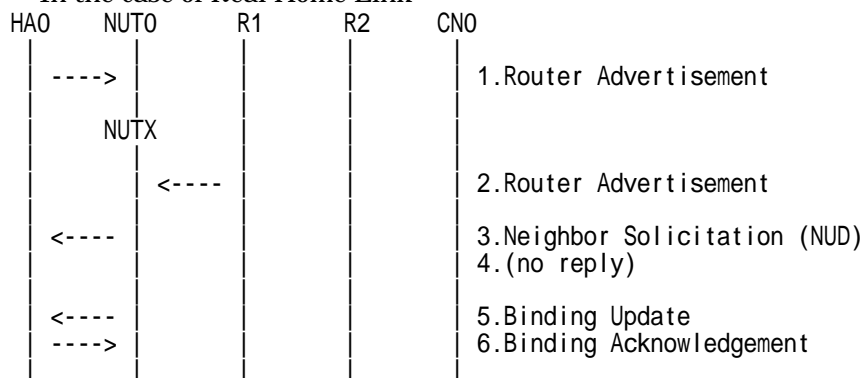 In the case of Real Home Link
HA0 NUT0 R1 R2 CN0
----> 1.Router Advertisement
NUTX
<---- 2.Router Advertisement
<---- 3.Neighbor Solicitation (NUD)
4.(no reply)
<---- 5.Binding Update
----> 6.Binding Acknowledgement